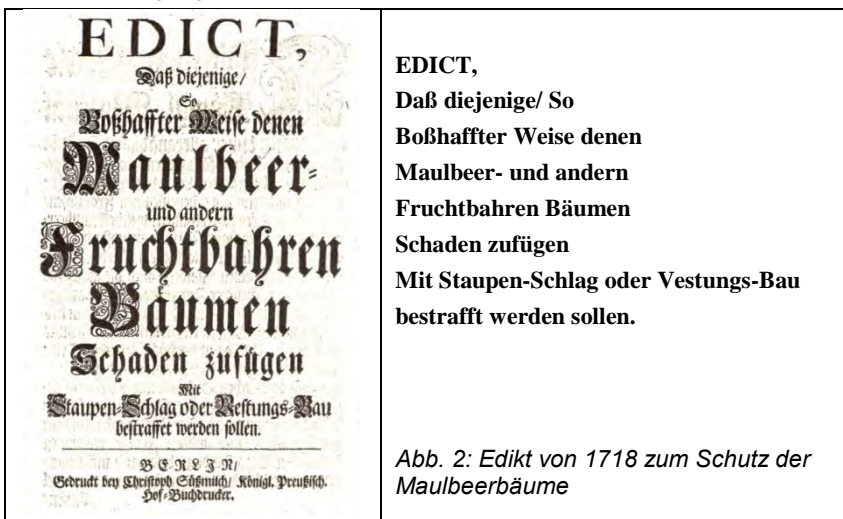 EDICT,
Daß diejenige/
So
Boßhaffter Weise denen
Maulbeer-
und andern
Fruchtbahren
Bäumen
Schaden zufügen
Mit
Staupen-Schlag oder Vestungs-Bau
bestraffet werden sollen.
BERLIN/
Gedruckt bey Christoph Süßmilch/ Königl. Preußisch.
Hof-Buchdrucker.
EDICT,
Daß diejenige/ So
Boßhaffter Weise denen
Maulbeer- und andern
Fruchtbahren Bäumen
Schaden zufügen
Mit Staupen-Schlag oder Vestungs-Bau
bestrafft werden sollen.
Abb. 2: Edikt von 1718 zum Schutz der
Maulbeerbäume